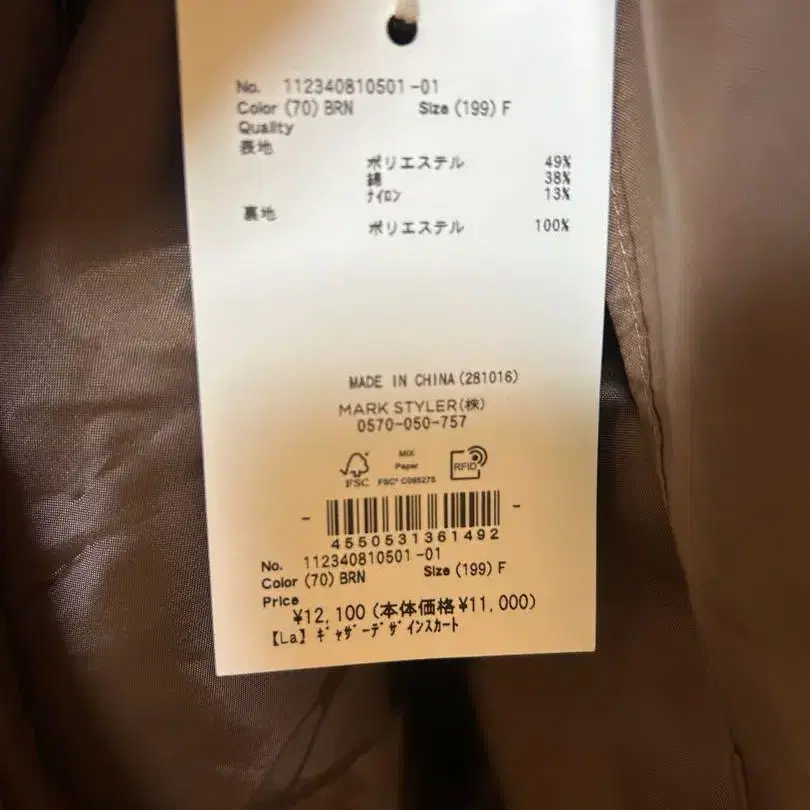 No. 112340810501-01
Color (70) BRN Size (199) F
Quality
表地
ポリエステル 49%
綿 38%
ナイロン 13%
裏地
ポリエステル 100%
MADE IN CHINA (281016)
MARK STYLER(株)
0570-050-757
FSC MIX Paper FSC® C095275 RFID
4550531361492
No. 112340810501-01
Color (70) BRN Size (199) F
Price
¥12,100 (本体価格¥11,000)
【La】ギャザーデザインスカート